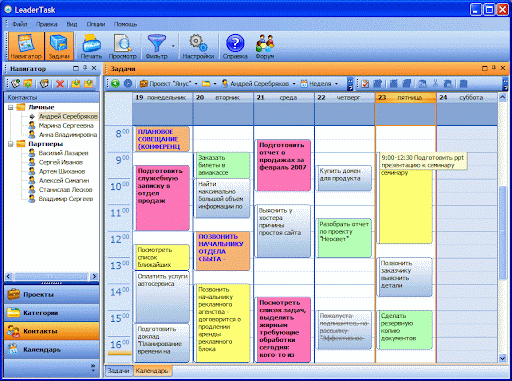 LeaderTask
Файл Правка Вид Опции Помощь
Навигатор Задачи Печать Просмотр Фильтр Настройки Справка Форум
Навигатор
Задачи
Проект "Янус" Андрей Серебряков Неделя
Контакты
Личные
Андрей Серебряков
Марина Сергеевна
Анна Владимировна
Партнеры
Василий Лазарев
Сергей Иванов
Артем Шиханов
Алексей Симагин
Станислав Лесков
Владимир Сергеев
Проекты
Категории
Контакты
Календарь
19 понедельник 20 вторник 21 среда 22 четверг 23 пятница 24 суббота
8 00
9 00
10 00
11 00
12 00
13 00
14 00
15 00
16 00
ПЛАНОВОЕ
СОВЕЩАНИЕ
(КОНФЕРЕНЦ
Подготовить
служебную
записку в
отдел
продаж
Посмотреть
список
ближайших
Оплатить услуги
автосервиса
Подготовить
доклад
"Планирование
времени на
Заказать
билеты в
авиакассе
Найти
максимально
большой объем
информации по
ПОЗВОНИТЬ
НАЧАЛЬНИКУ
ОТДЕЛА
СБЫТА -
Позвонить
начальнику
рекламного
агенства -
договорится о
продлении
аренды
рекламного
блока
Подготовить
отчет о
продажах за
февраль 2007
Выяснить у
хостера
причины
простоя сайта
Посмотреть
список задач,
выделить
жирным
требующие
обработки
сегодня:
кого-то из
Купить домен
для продукта
Разобрать отчет
по проекту
"Неосвет"
Пожалуста
подпишитель на
рассылку
"Эффективное
9:00-12:30 Подготовить ppt
презентацию к семинару
семинару
Позвонить
заказчику
выяснить
детали
Сделать
резервную
копию
документов
Задачи Календарь